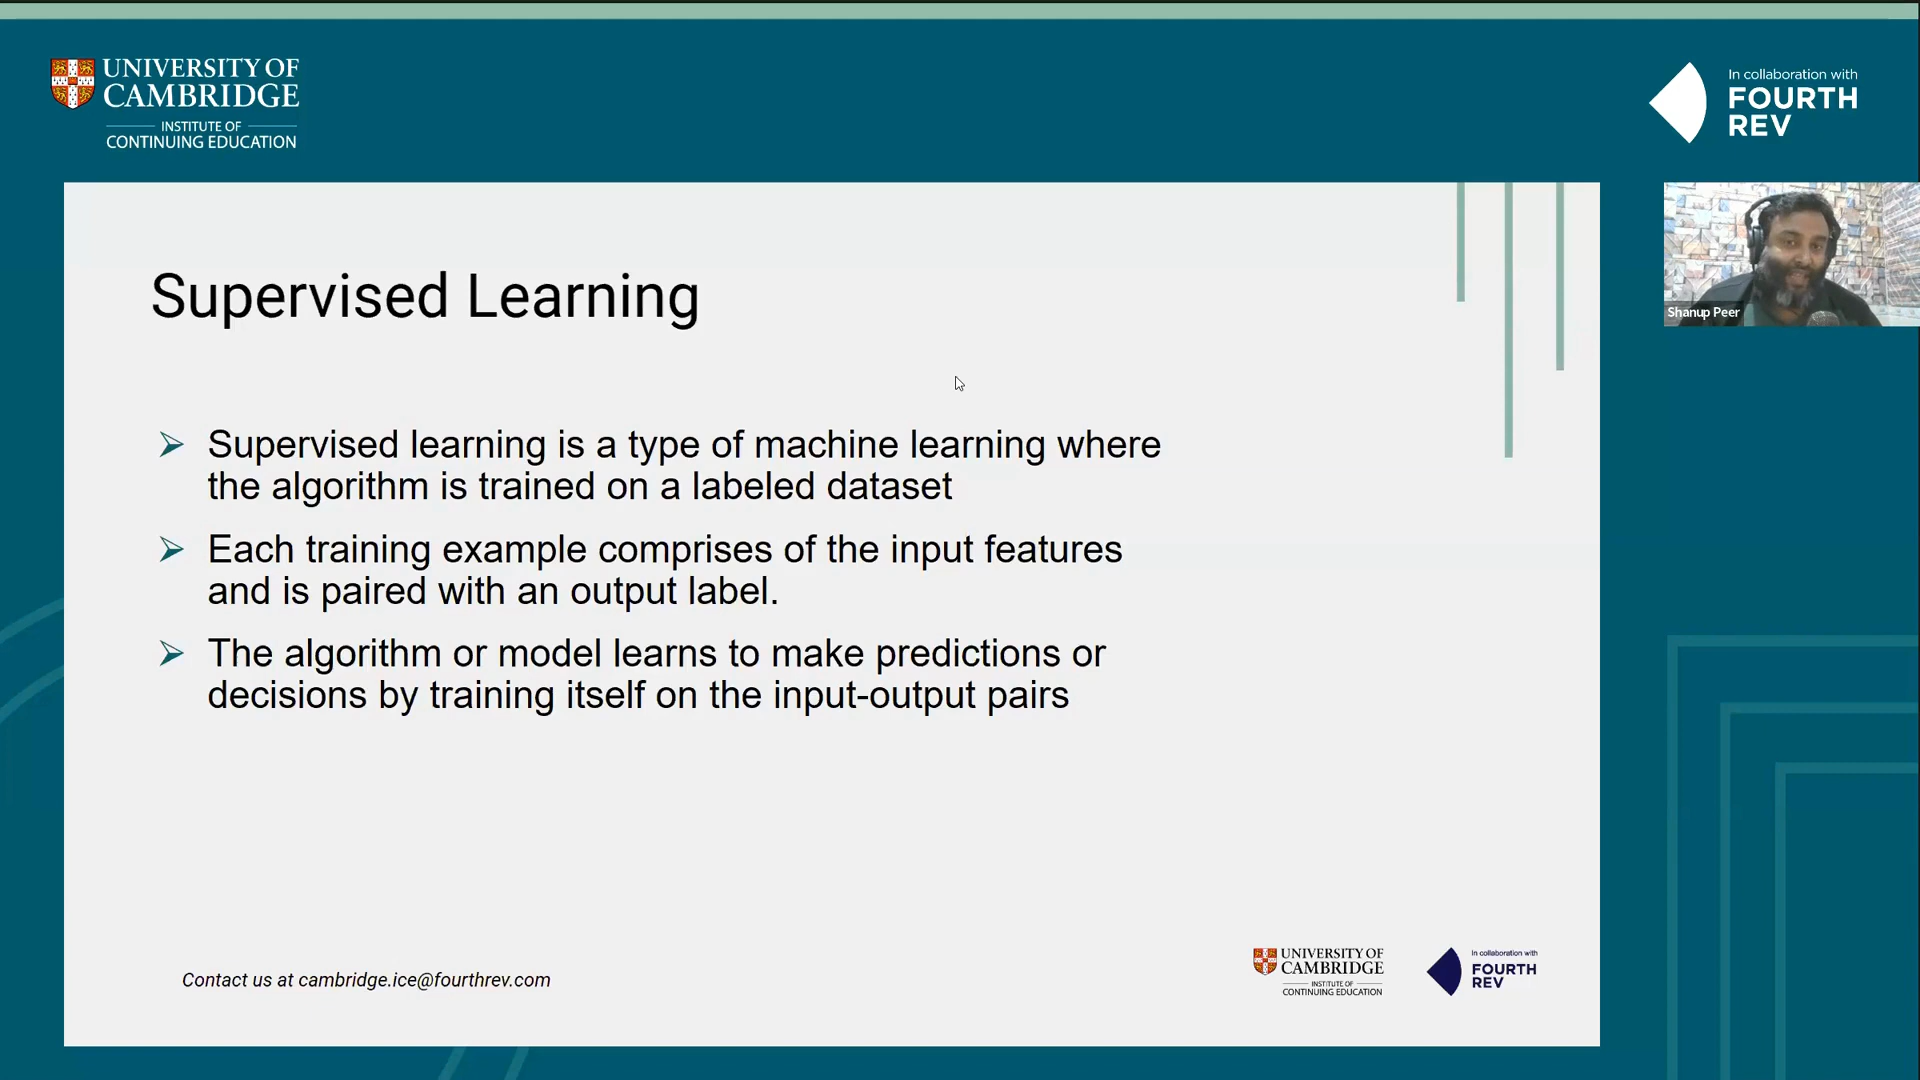 UNIVERSITY OF
CAMBRIDGE
INSTITUTE OF
CONTINUING EDUCATION
In collaboration with
FOURTH
REV
Shanup Peer
Supervised Learning
Supervised learning is a type of machine learning where
the algorithm is trained on a labeled dataset
Each training example comprises of the input features
and is paired with an output label.
The algorithm or model learns to make predictions or
decisions by training itself on the input-output pairs
Contact us at cambridge.ice@fourthrev.com
UNIVERSITY OF
CAMBRIDGE
INSTITUTE OF
CONTINUING EDUCATION
In collaboration with
FOURTH
REV